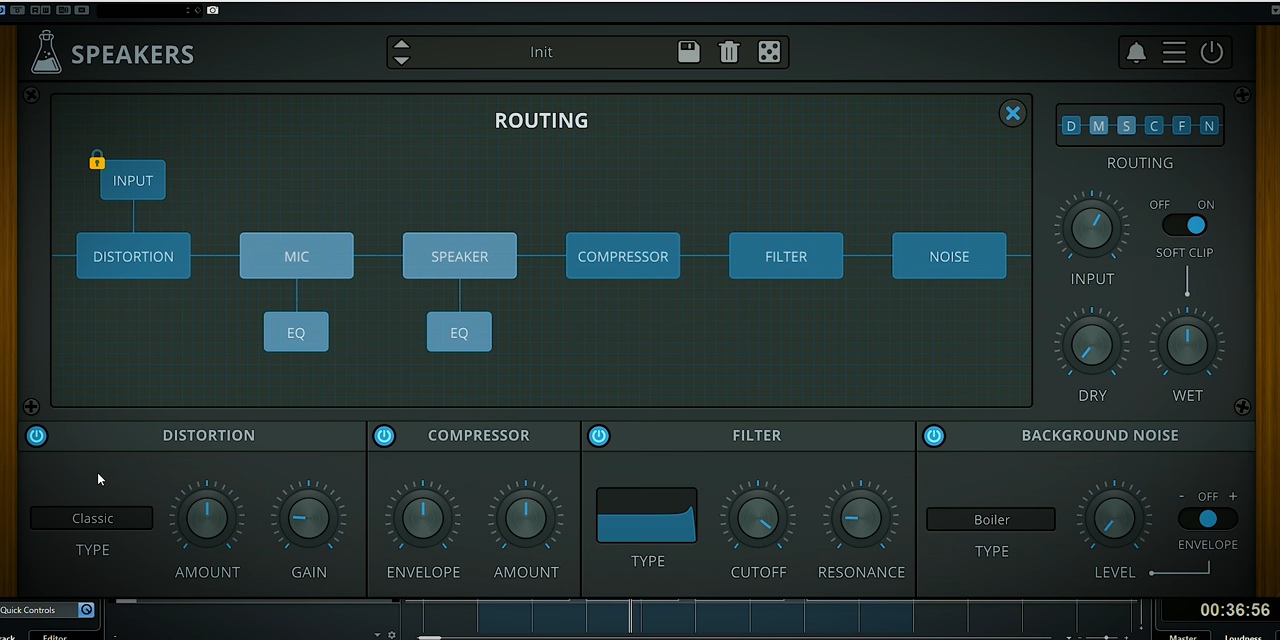 SPEAKERS
Init
ROUTING
INPUT
DISTORTION
MIC
SPEAKER
COMPRESSOR
FILTER
NOISE
EQ
EQ
D M S C F N
ROUTING
OFF ON
SOFT CLIP
INPUT
DRY
WET
DISTORTION
COMPRESSOR
FILTER
BACKGROUND NOISE
Classic
TYPE
AMOUNT
GAIN
ENVELOPE
AMOUNT
TYPE
CUTOFF
RESONANCE
Boiler
TYPE
LEVEL
- OFF +
ENVELOPE
Quick Controls
Editor
00:36:56
Master
Loudness